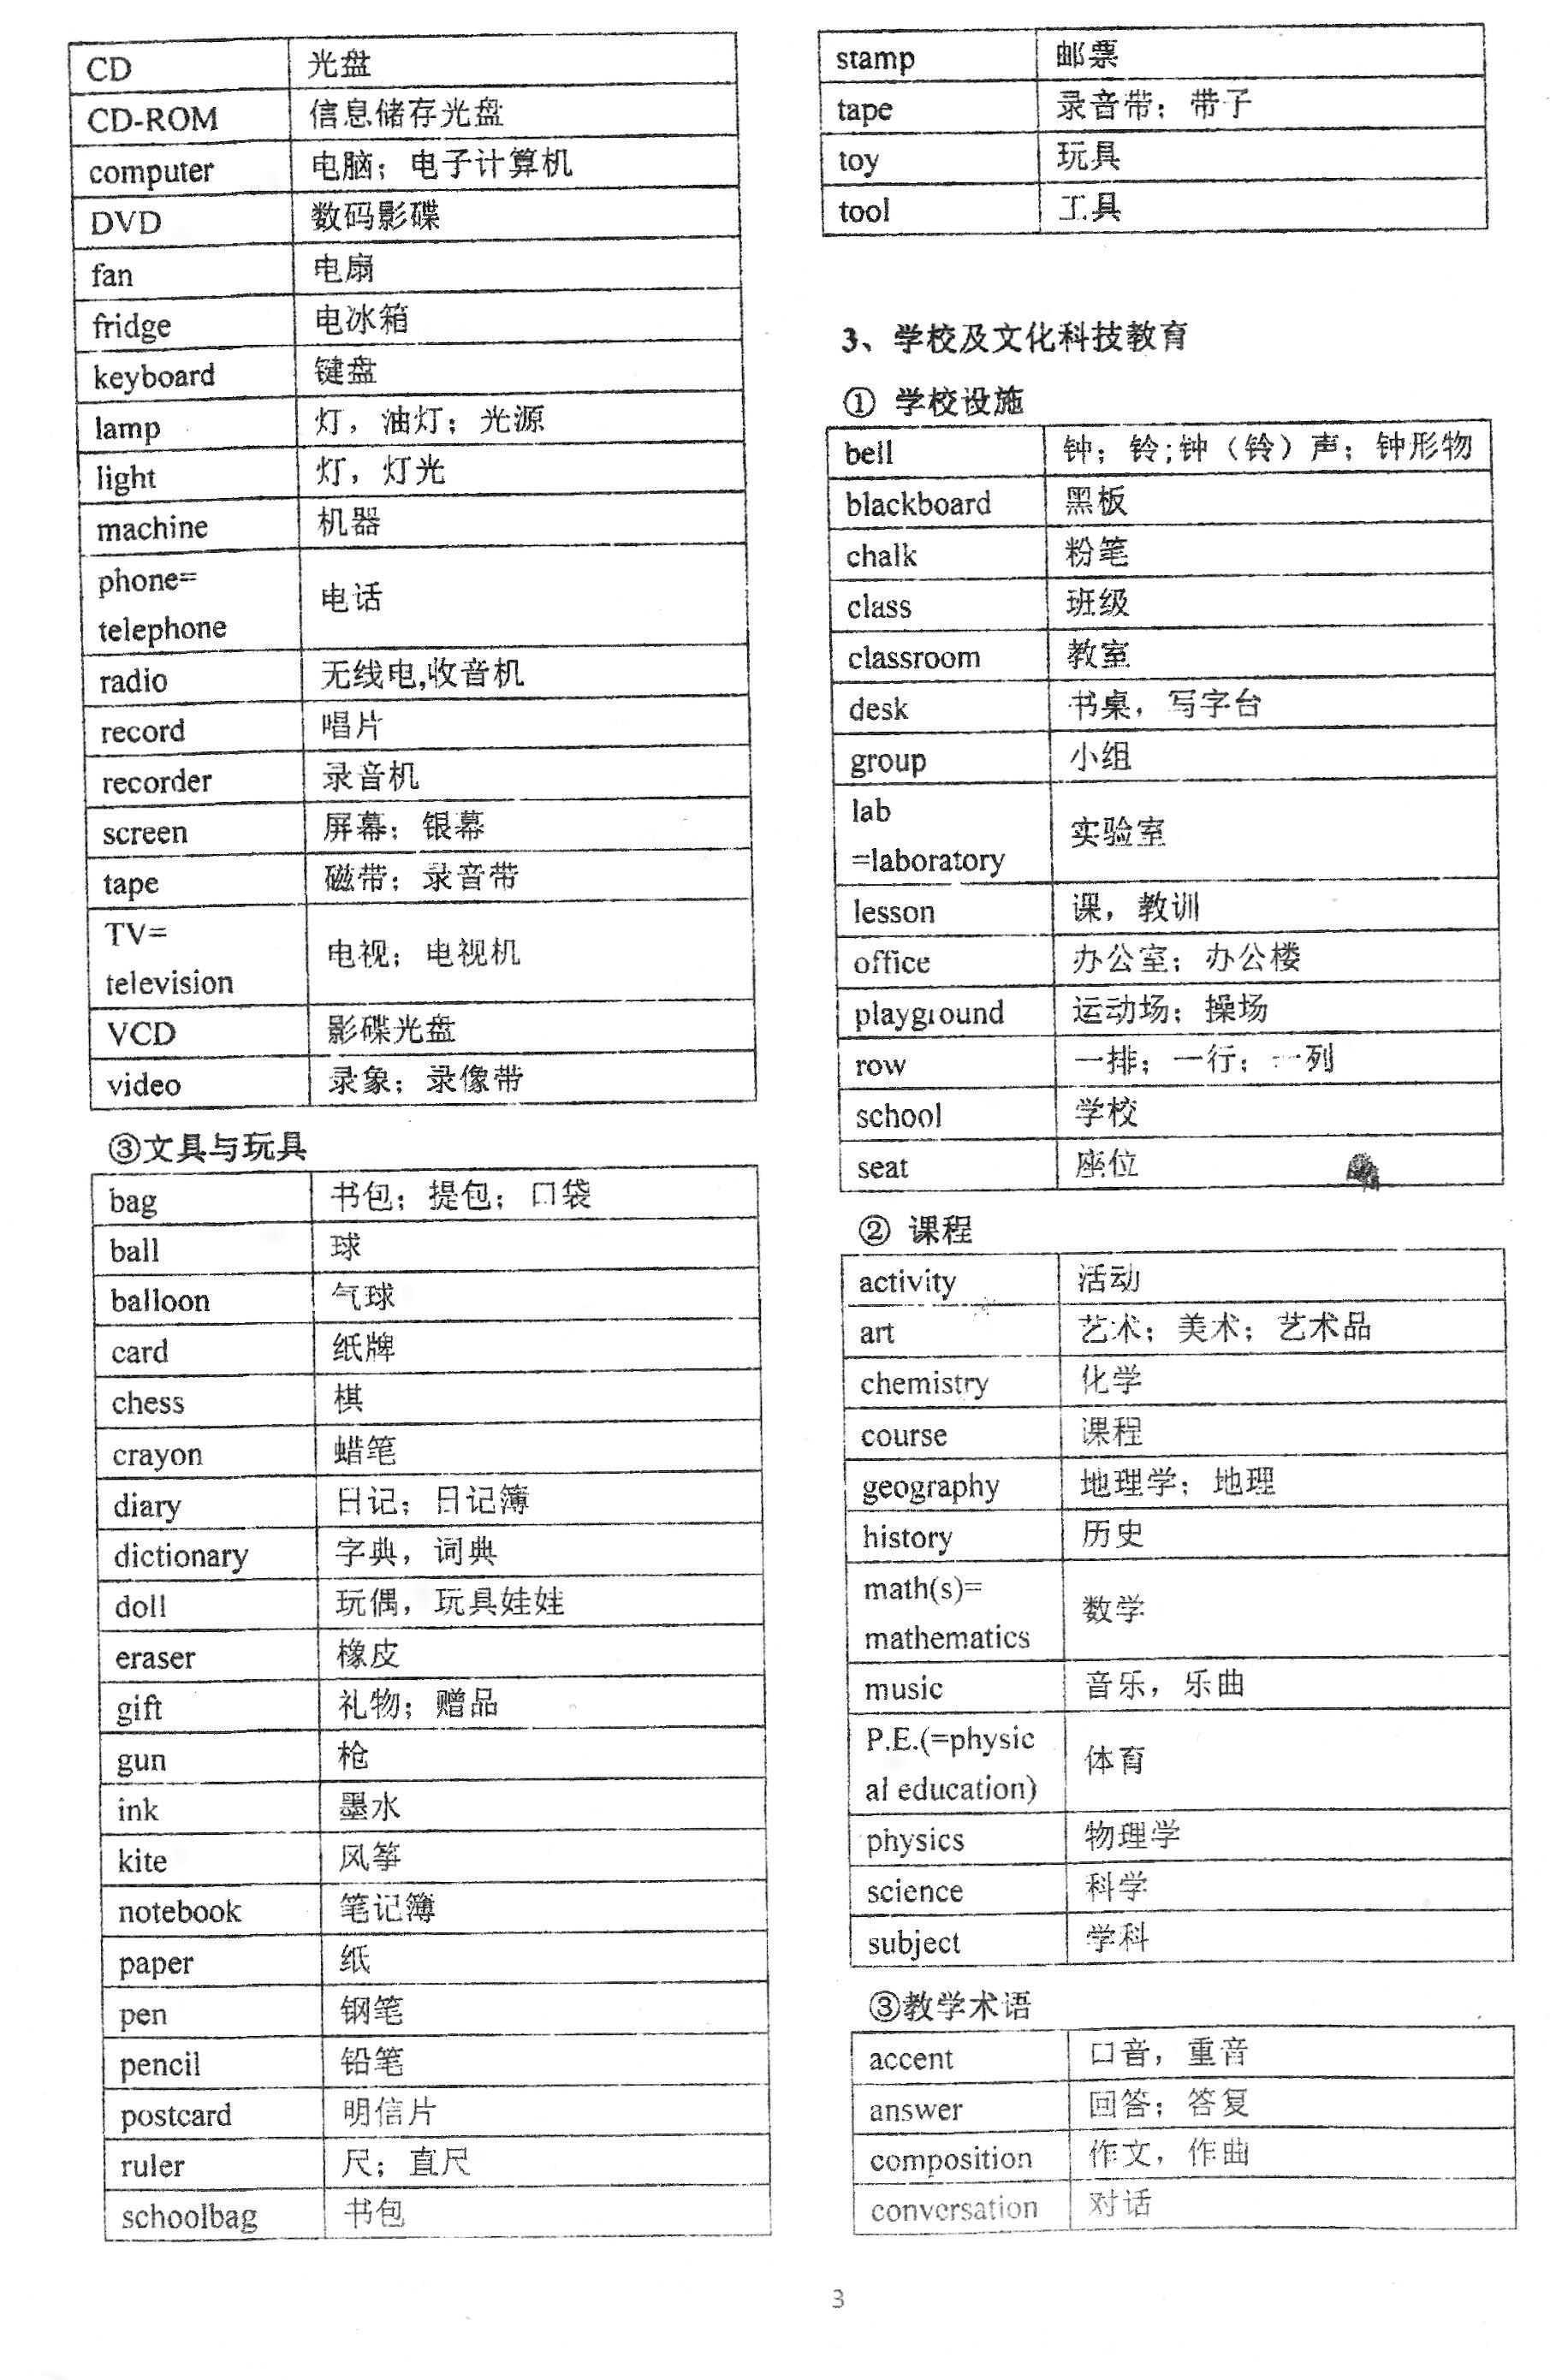 CD 光盘
CD-ROM 信息储存光盘
computer 电脑；电子计算机
DVD 数码影碟
fan 电扇
fridge 电冰箱
keyboard 键盘
lamp 灯，油灯；光源
light 灯，灯光
machine 机器
phone=
telephone 电话
radio 无线电,收音机
record 唱片
recorder 录音机
screen 屏幕；银幕
tape 磁带；录音带
TV=
television 电视；电视机
VCD 影碟光盘
video 录象；录像带
③文具与玩具
bag 书包；提包；口袋
ball 球
balloon 气球
card 纸牌
chess 棋
crayon 蜡笔
diary 日记；日记簿
dictionary 字典，词典
doll 玩偶，玩具娃娃
eraser 橡皮
gift 礼物；赠品
gun 枪
ink 墨水
kite 风筝
notebook 笔记簿
paper 纸
pen 钢笔
pencil 铅笔
postcard 明信片
ruler 尺；直尺
schoolbag 书包
stamp 邮票
tape 录音带；带子
toy 玩具
tool 工具
3、学校及文化科技教育
① 学校设施
bell 钟；铃;钟（铃）声；钟形物
blackboard 黑板
chalk 粉笔
class 班级
classroom 教室
desk 书桌，写字台
group 小组
lab
=laboratory 实验室
lesson 课，教训
office 办公室；办公楼
playground 运动场；操场
row 一排；一行；一列
school 学校
seat 座位
② 课程
activity 活动
art 艺术；美术；艺术品
chemistry 化学
course 课程
geography 地理学；地理
history 历史
math(s)=
mathematics 数学
music 音乐，乐曲
P.E.(=physic
al education) 体育
physics 物理学
science 科学
subject 学科
③教学术语
accent 口音，重音
answer 回答；答复
composition 作文，作曲
conversation 对话
3